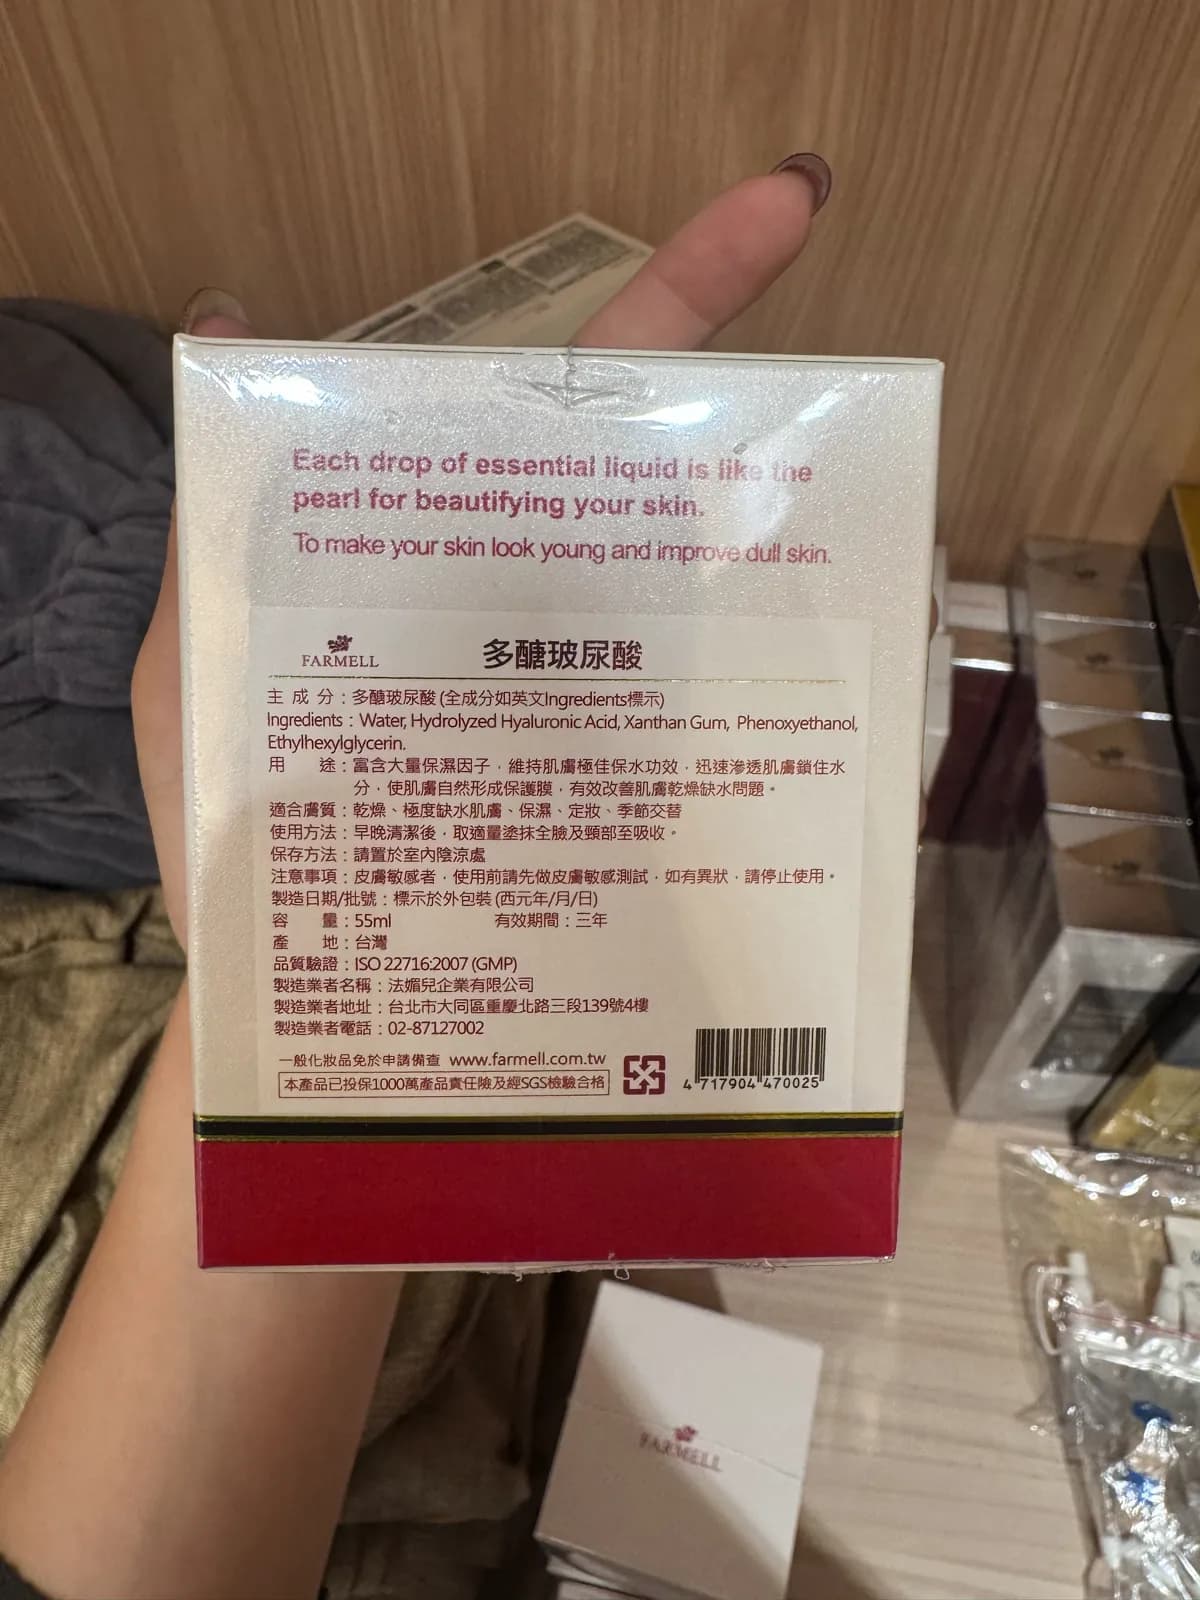 Each drop of essential liquid is like the
pearl for beautifying your skin.
To make your skin look young and improve dull skin.
FARMELL
多醣玻尿酸
主 成 分：多醣玻尿酸 (全成分如英文Ingredients標示)
Ingredients：Water, Hydrolyzed Hyaluronic Acid, Xanthan Gum, Phenoxyethanol,
Ethylhexylglycerin.
用　　途：富含大量保濕因子，維持肌膚極佳保水功效，迅速滲透肌膚鎖住水
分，使肌膚自然形成保護膜，有效改善肌膚乾燥缺水問題。
適合膚質：乾燥、極度缺水肌膚、保濕、定妝、季節交替
使用方法：早晚清潔後，取適量塗抹全臉及頸部至吸收。
保存方法：請置於室內陰涼處
注意事項：皮膚敏感者，使用前請先做皮膚敏感測試，如有異狀，請停止使用。
製造日期/批號：標示於外包裝 (西元年/月/日)
容　　量：55ml　　有效期間：三年
產　　地：台灣
品質驗證：ISO 22716:2007 (GMP)
製造業者名稱：法媚兒企業有限公司
製造業者地址：台北市大同區重慶北路三段139號4樓
製造業者電話：02-87127002
一般化妝品免於申請備查 www.farmell.com.tw
本產品已投保1000萬產品責任險及經SGS檢驗合格
4 717904 470025
FARMELL